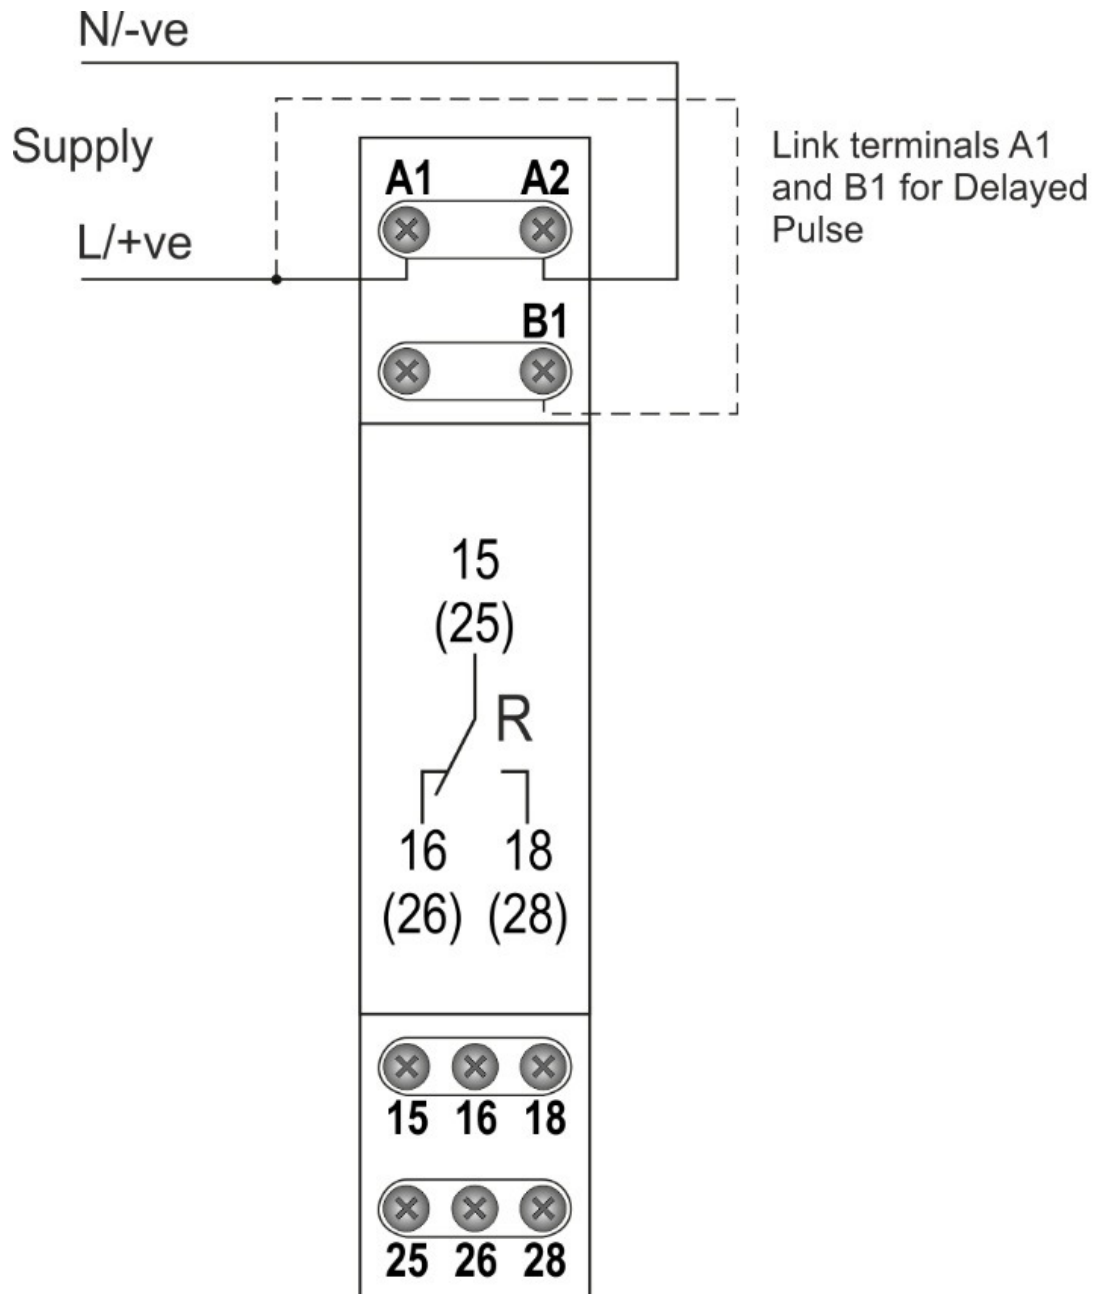 N/-ve
Supply
L/+ve
Link terminals A1
and B1 for Delayed
Pulse
A1 A2
B1
15
(25)
R
16 18
(26) (28)
15 16 18
25 26 28